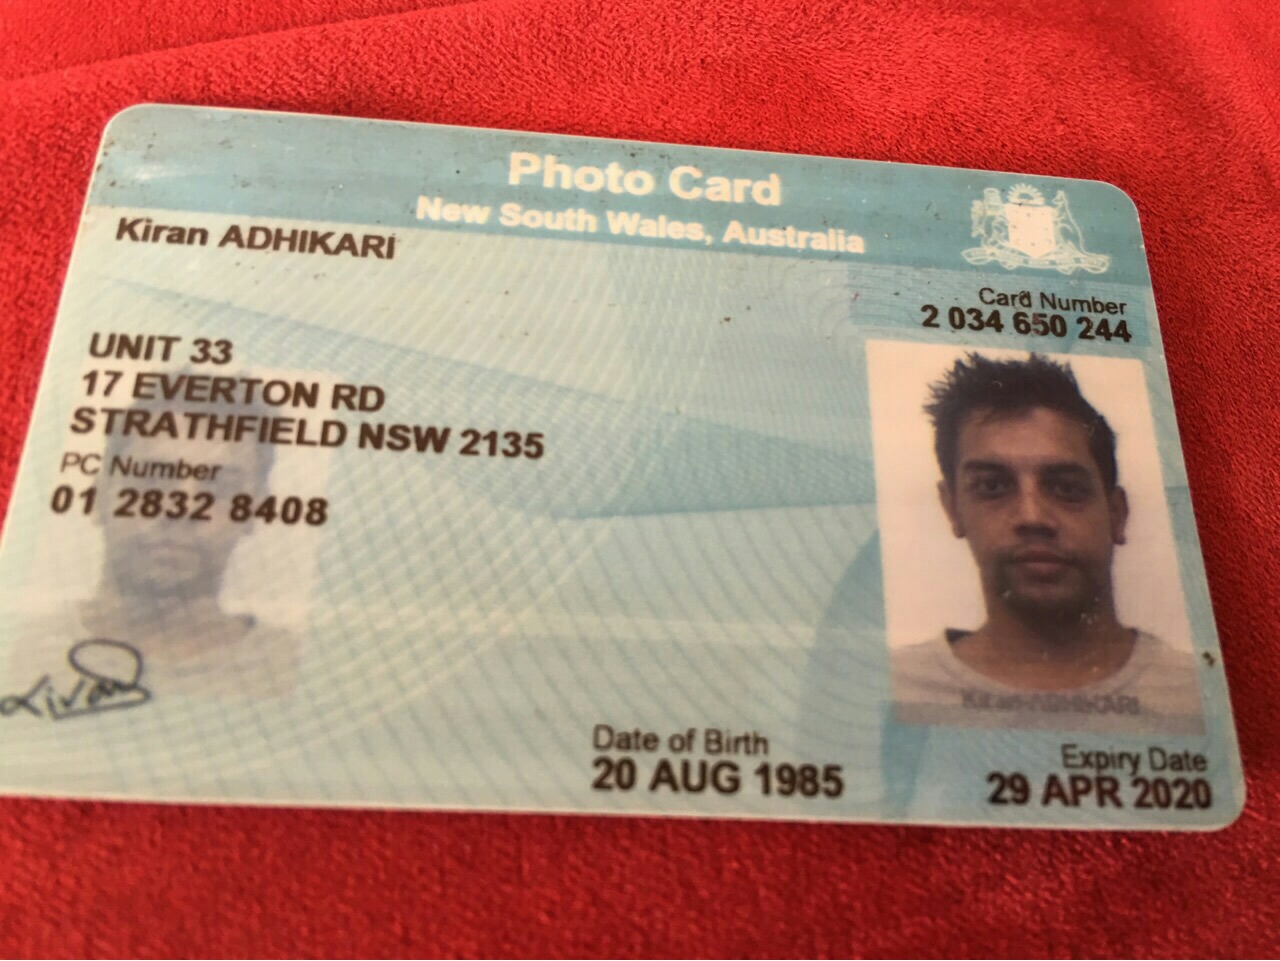 Photo Card
New South Wales, Australia
Kiran ADHIKARI
Card Number
2 034 650 244
UNIT 33
17 EVERTON RD
STRATHFIELD NSW 2135
PC Number
01 2832 8408
Kiran
Kiran ADHIKARI
Date of Birth
20 AUG 1985
Expiry Date
29 APR 2020